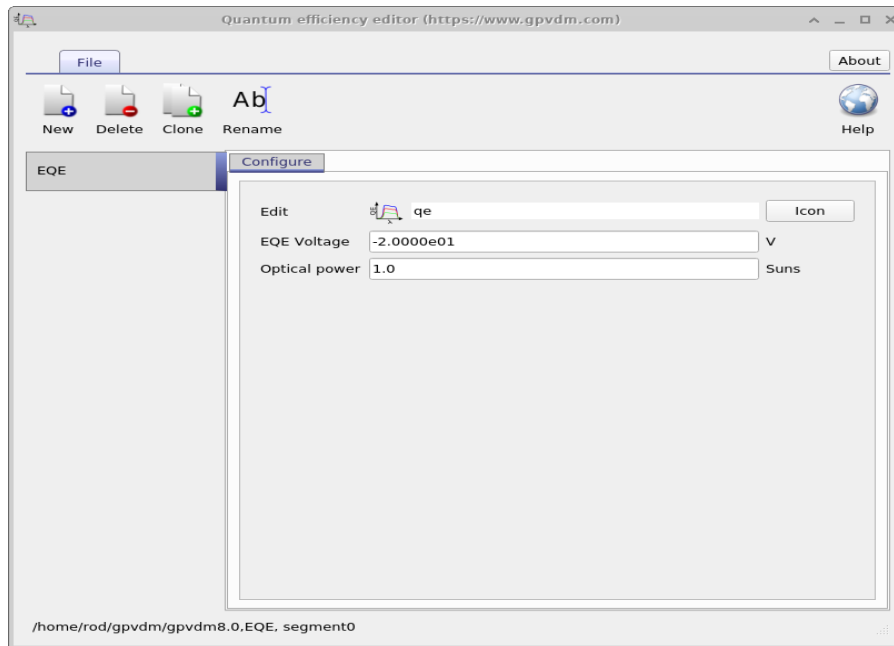 Quantum efficiency editor (https://www.gpvdm.com)
File
About
Ab
New
Delete
Clone
Rename
Help
EQE
Configure
Edit
qe
Icon
EQE Voltage
-2.0000e01
V
Optical power
1.0
Suns
/home/rod/gpvdm/gpvdm8.0,EQE, segment0